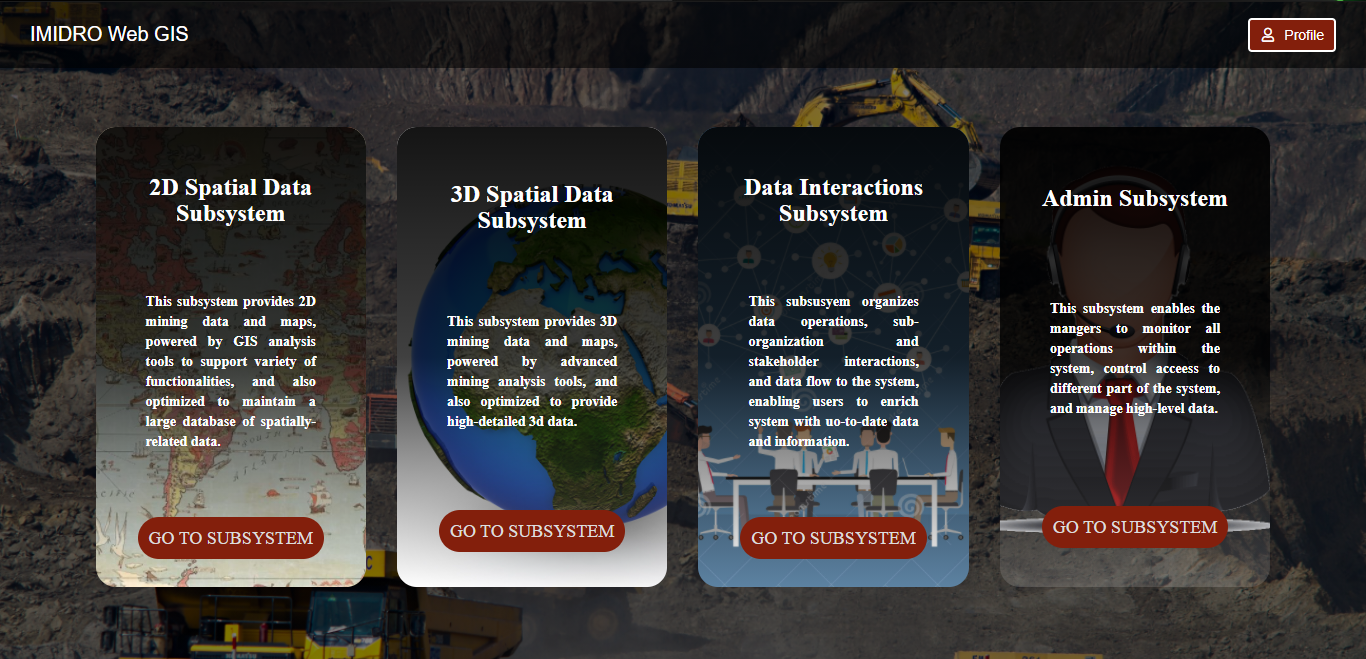 IMIDRO Web GIS
Profile
2D Spatial Data
Subsystem
This subsystem provides 2D
mining data and maps,
powered by GIS analysis
tools to support variety of
functionalities, and also
optimized to maintain a
large database of spatially-
related data.
GO TO SUBSYSTEM
3D Spatial Data
Subsystem
This subsystem provides 3D
mining data and maps,
powered by advanced
mining analysis tools, and
also optimized to provide
high-detailed 3d data.
GO TO SUBSYSTEM
Data Interactions
Subsystem
This subsusyem organizes
data operations, sub-
organization and
stakeholder interactions,
and data flow to the system,
enabling users to enrich
system with uo-to-date data
and information.
GO TO SUBSYSTEM
Admin Subsystem
This subsystem enables the
mangers to monitor all
operations within the
system, control acceess to
different part of the system,
and manage high-level data.
GO TO SUBSYSTEM